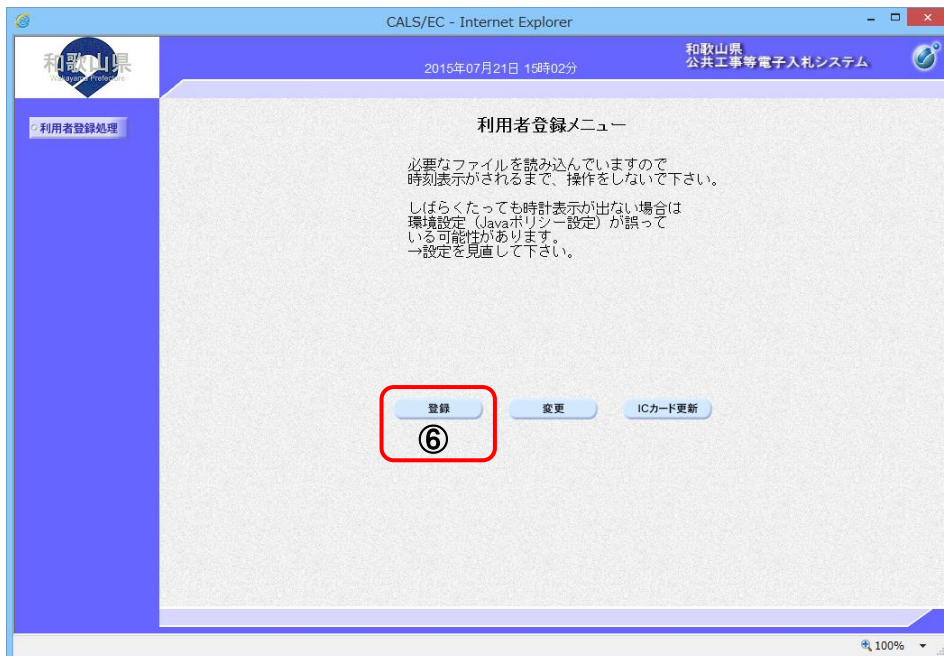 CALS/EC - Internet Explorer
和歌山県
Wakayama Prefecture
2015年07月21日 15時02分
和歌山県
公共工事等電子入札システム
利用者登録処理
利用者登録メニュー
必要なファイルを読み込んでいますので
時刻表示がされるまで、操作をしないで下さい。
しばらくたっても時計表示が出ない場合は
環境設定（Javaポリシー設定）が誤って
いる可能性があります。
→設定を見直して下さい。
登録
変更
ICカード更新
⑥
100%